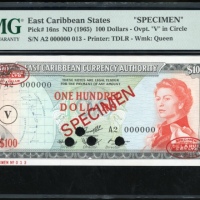 MG
East Caribbean States "SPECIMEN"
Pick# 16ns ND (1965) 100 Dollars - Ovpt. "V" in Circle
S/N A2 000000 013 - Printer: TDLR - Wmk: Queen
EAST CARIBBEAN CURRENCY AUTHORITY
A2 000000
V
ONE HUNDRED
DOLLARS
SPECIMEN
A2 000000
$100
$100